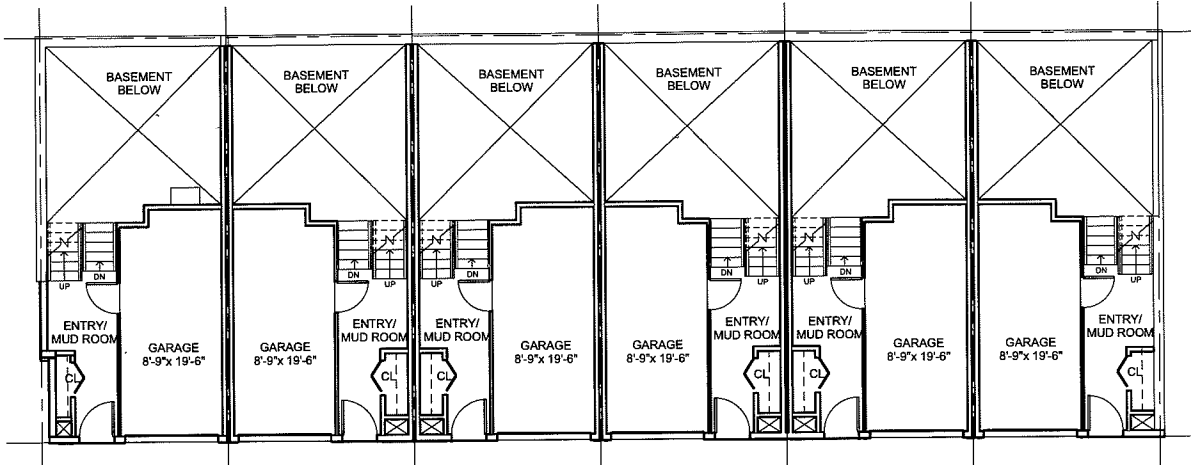 BASEMENT
BELOW
BASEMENT
BELOW
BASEMENT
BELOW
BASEMENT
BELOW
BASEMENT
BELOW
BASEMENT
BELOW
UP
DN
DN
UP
UP
DN
DN
UP
UP
DN
DN
UP
ENTRY/
MUD ROOM
GARAGE
8'-9"x 19'-6"
GARAGE
8'-9"x 19'-6"
ENTRY/
MUD ROOM
ENTRY/
MUD ROOM
GARAGE
8'-9"x 19'-6"
GARAGE
8'-9"x 19'-6"
ENTRY/
MUD ROOM
ENTRY/
MUD ROOM
GARAGE
8'-9"x 19'-6"
GARAGE
8'-9"x 19'-6"
ENTRY/
MUD ROOM
CL
CL
CL
CL
CL
CL